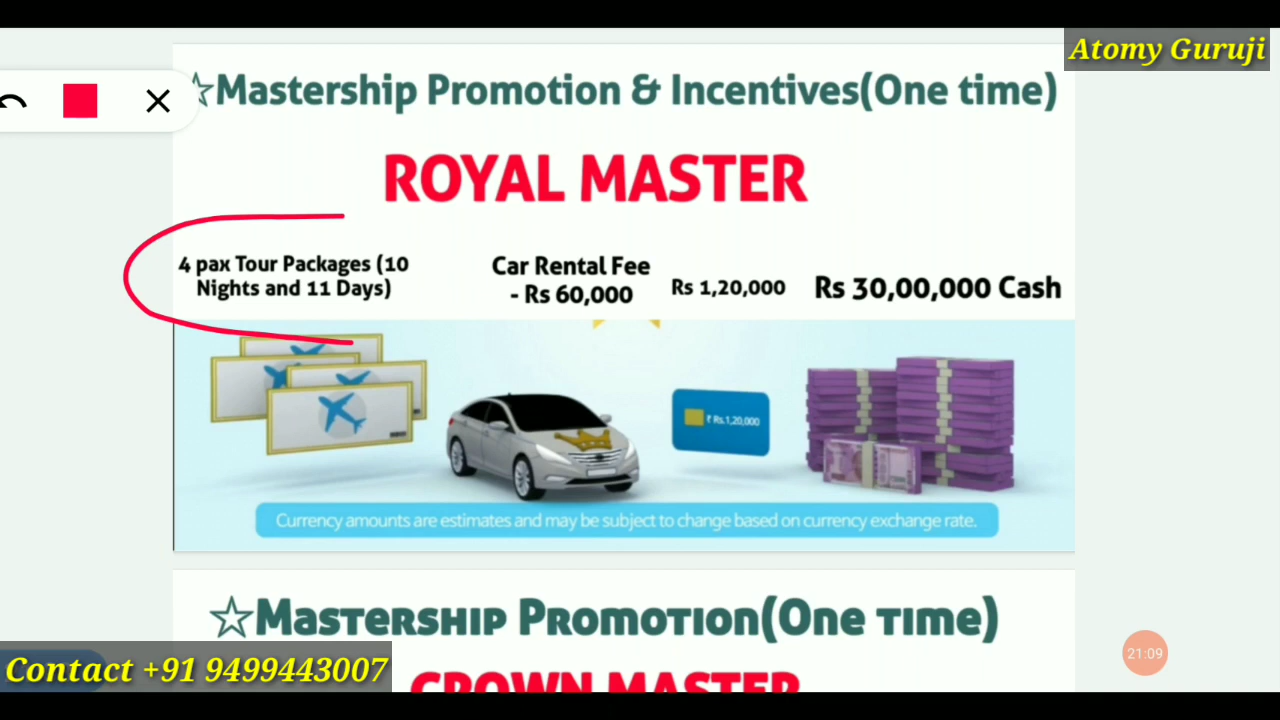 Atomy Guruji
☆Mastership Promotion & Incentives(One time)
ROYAL MASTER
4 pax Tour Packages (10
Nights and 11 Days)
Car Rental Fee
- Rs 60,000
Rs 1,20,000
Rs 30,00,000 Cash
₹ Rs.1,20,000
Currency amounts are estimates and may be subject to change based on currency exchange rate.
☆Mastership Promotion(One time)
CROWN MASTER
Contact +91 9499443007
21:09